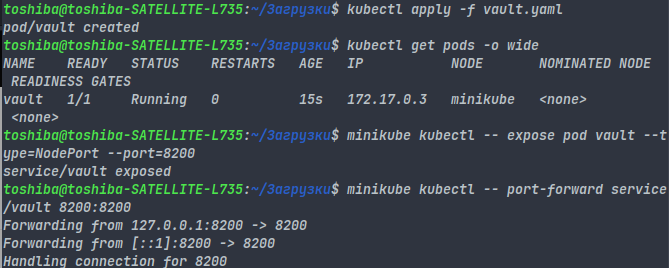 toshiba@toshiba-SATELLITE-L735:~/Загрузки$ kubectl apply -f vault.yaml
pod/vault created
toshiba@toshiba-SATELLITE-L735:~/Загрузки$ kubectl get pods -o wide
NAME    READY   STATUS    RESTARTS   AGE   IP           NODE       NOMINATED NODE
 READINESS GATES
vault   1/1     Running   0          15s   172.17.0.3   minikube   <none>
 <none>
toshiba@toshiba-SATELLITE-L735:~/Загрузки$ minikube kubectl -- expose pod vault --t
ype=NodePort --port=8200
service/vault exposed
toshiba@toshiba-SATELLITE-L735:~/Загрузки$ minikube kubectl -- port-forward service
/vault 8200:8200
Forwarding from 127.0.0.1:8200 -> 8200
Forwarding from [::1]:8200 -> 8200
Handling connection for 8200